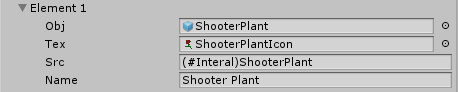 Element 1
Obj ShooterPlant
Tex ShooterPlantIcon
Src (#Interal)ShooterPlant
Name Shooter Plant